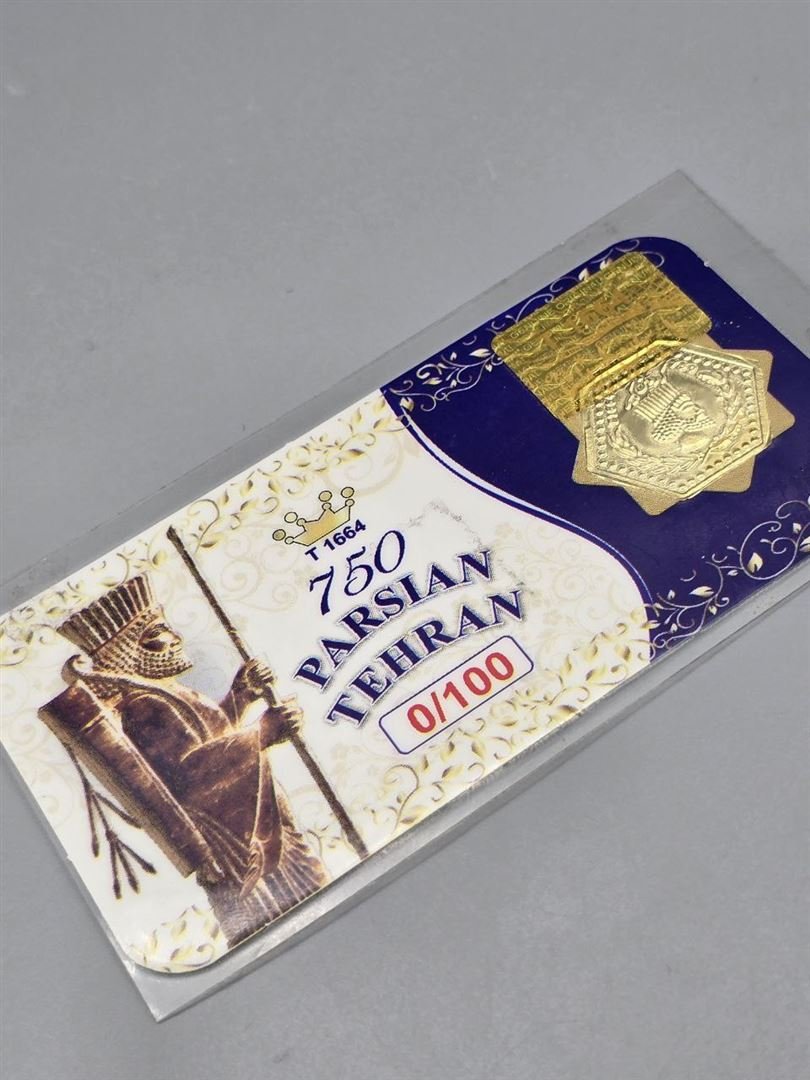 T 1664
750
PARSIAN
TEHRAN
0/100